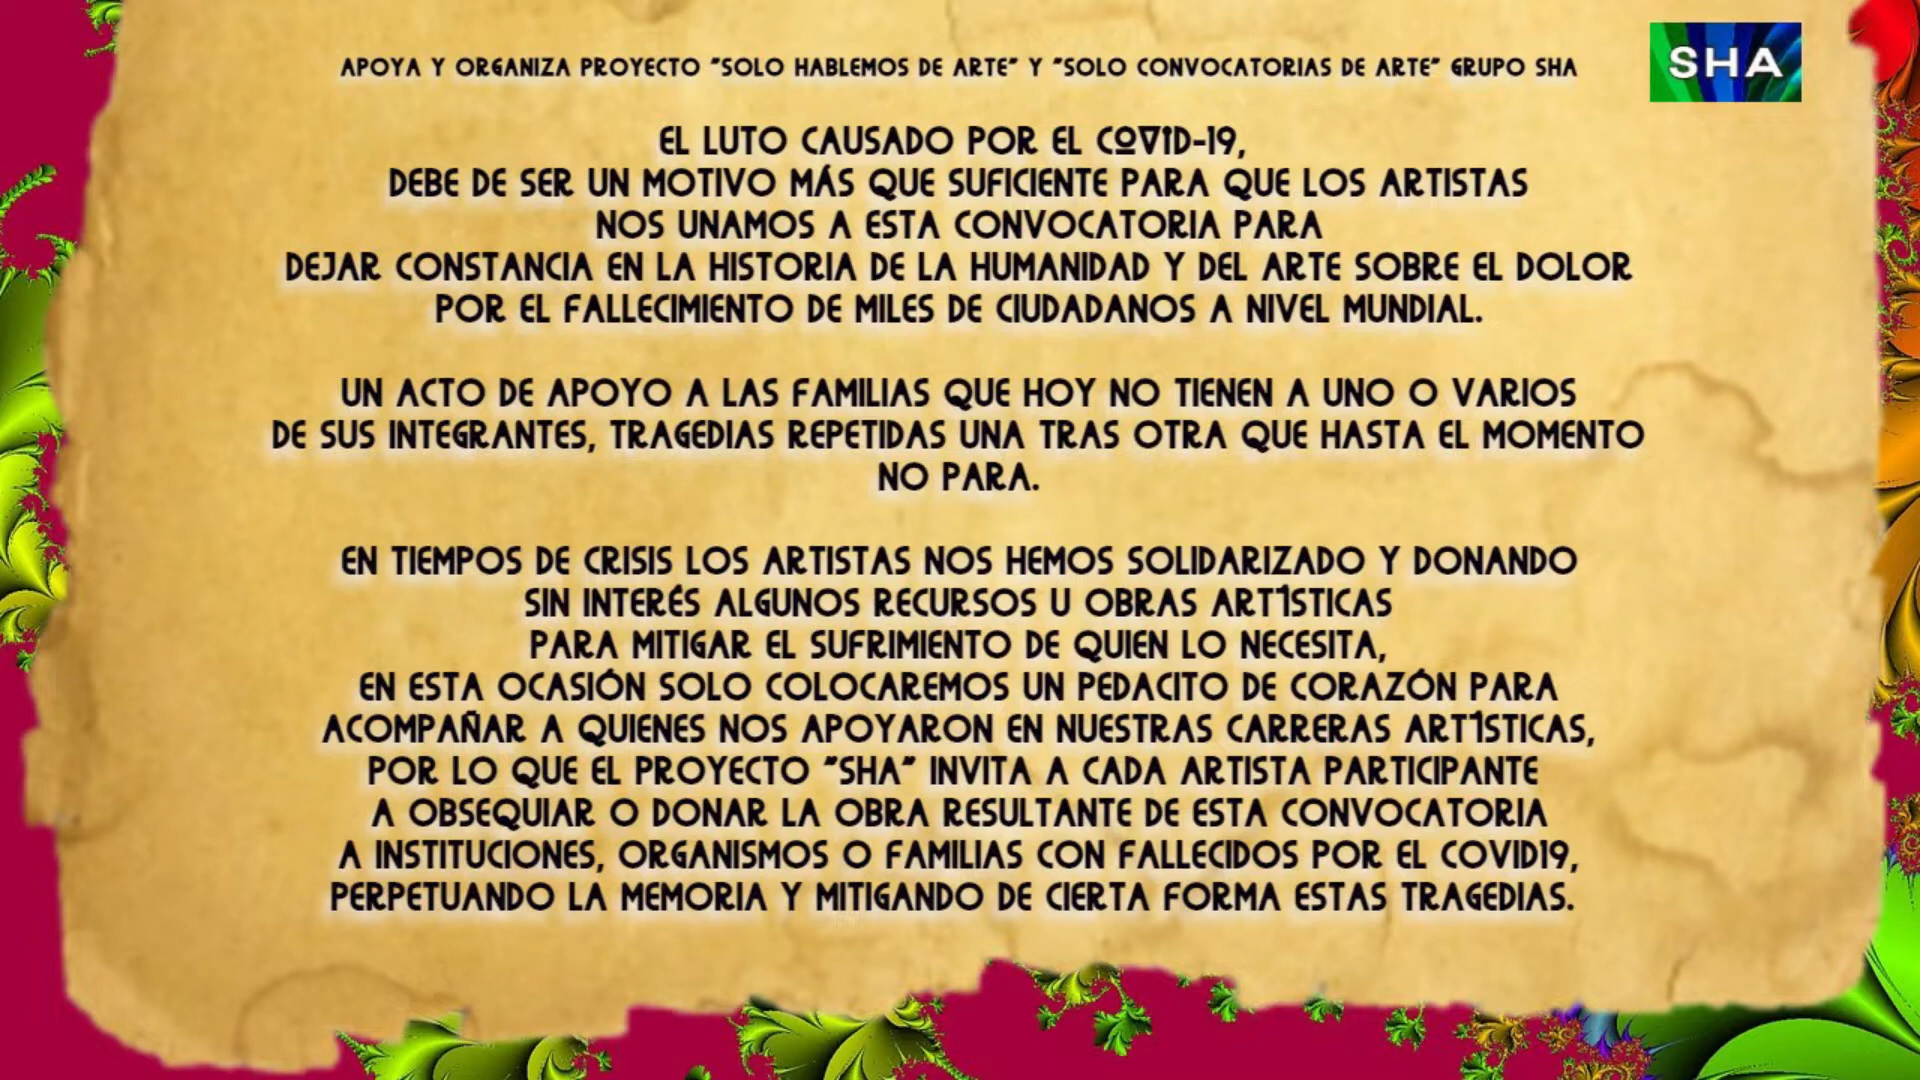 APOYA Y ORGANIZA PROYECTO "SOLO HABLEMOS DE ARTE" Y "SOLO CONVOCATORIAS DE ARTE" GRUPO SHA
SHA
EL LUTO CAUSADO POR EL COVID-19,
DEBE DE SER UN MOTIVO MÁS QUE SUFICIENTE PARA QUE LOS ARTISTAS
NOS UNAMOS A ESTA CONVOCATORIA PARA
DEJAR CONSTANCIA EN LA HISTORIA DE LA HUMANIDAD Y DEL ARTE SOBRE EL DOLOR
POR EL FALLECIMIENTO DE MILES DE CIUDADANOS A NIVEL MUNDIAL.
UN ACTO DE APOYO A LAS FAMILIAS QUE HOY NO TIENEN A UNO O VARIOS
DE SUS INTEGRANTES, TRAGEDIAS REPETIDAS UNA TRAS OTRA QUE HASTA EL MOMENTO
NO PARA.
EN TIEMPOS DE CRISIS LOS ARTISTAS NOS HEMOS SOLIDARIZADO Y DONANDO
SIN INTERÉS ALGUNOS RECURSOS U OBRAS ARTÍSTICAS
PARA MITIGAR EL SUFRIMIENTO DE QUIEN LO NECESITA,
EN ESTA OCASIÓN SOLO COLOCAREMOS UN PEDACITO DE CORAZÓN PARA
ACOMPAÑAR A QUIENES NOS APOYARON EN NUESTRAS CARRERAS ARTÍSTICAS,
POR LO QUE EL PROYECTO "SHA" INVITA A CADA ARTISTA PARTICIPANTE
A OBSEQUIAR O DONAR LA OBRA RESULTANTE DE ESTA CONVOCATORIA
A INSTITUCIONES, ORGANISMOS O FAMILIAS CON FALLECIDOS POR EL COVID19,
PERPETUANDO LA MEMORIA Y MITIGANDO DE CIERTA FORMA ESTAS TRAGEDIAS.